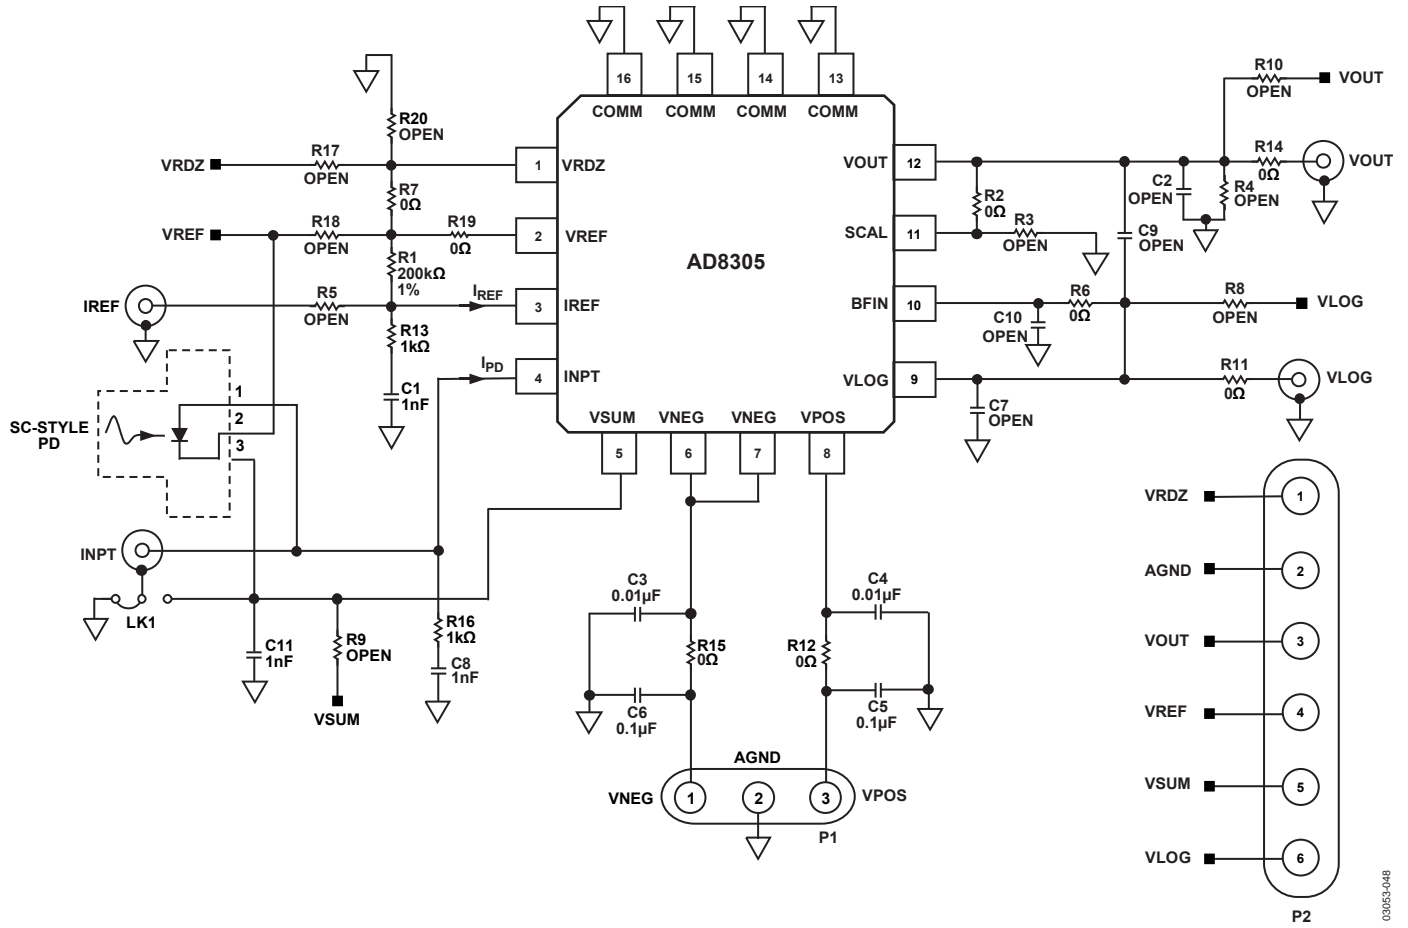 16
15
14
13
COMM
COMM
COMM
COMM
R20
OPEN
VRDZ
R17
OPEN
1
VRDZ
R7
0Ω
VREF
R18
OPEN
R19
0Ω
2
VREF
R1
200kΩ
1%
IREF
R5
OPEN
IREF
3
IREF
R13
1kΩ
IPD
4
INPT
C1
1nF
AD8305
VSUM
VNEG
VNEG
VPOS
5
6
7
8
R10
OPEN
VOUT
VOUT
12
R14
0Ω
VOUT
C2
OPEN
R4
OPEN
R2
0Ω
SCAL
11
R3
OPEN
C9
OPEN
BFIN
10
R6
0Ω
C10
OPEN
R8
OPEN
VLOG
VLOG
9
R11
0Ω
VLOG
C7
OPEN
SC-STYLE
PD
1
2
3
INPT
LK1
C11
1nF
R9
OPEN
VSUM
R16
1kΩ
C8
1nF
C3
0.01µF
R15
0Ω
C6
0.1µF
C4
0.01µF
R12
0Ω
C5
0.1µF
AGND
VNEG
1
2
3
VPOS
P1
VRDZ
1
AGND
2
VOUT
3
VREF
4
VSUM
5
VLOG
6
P2
03053-048